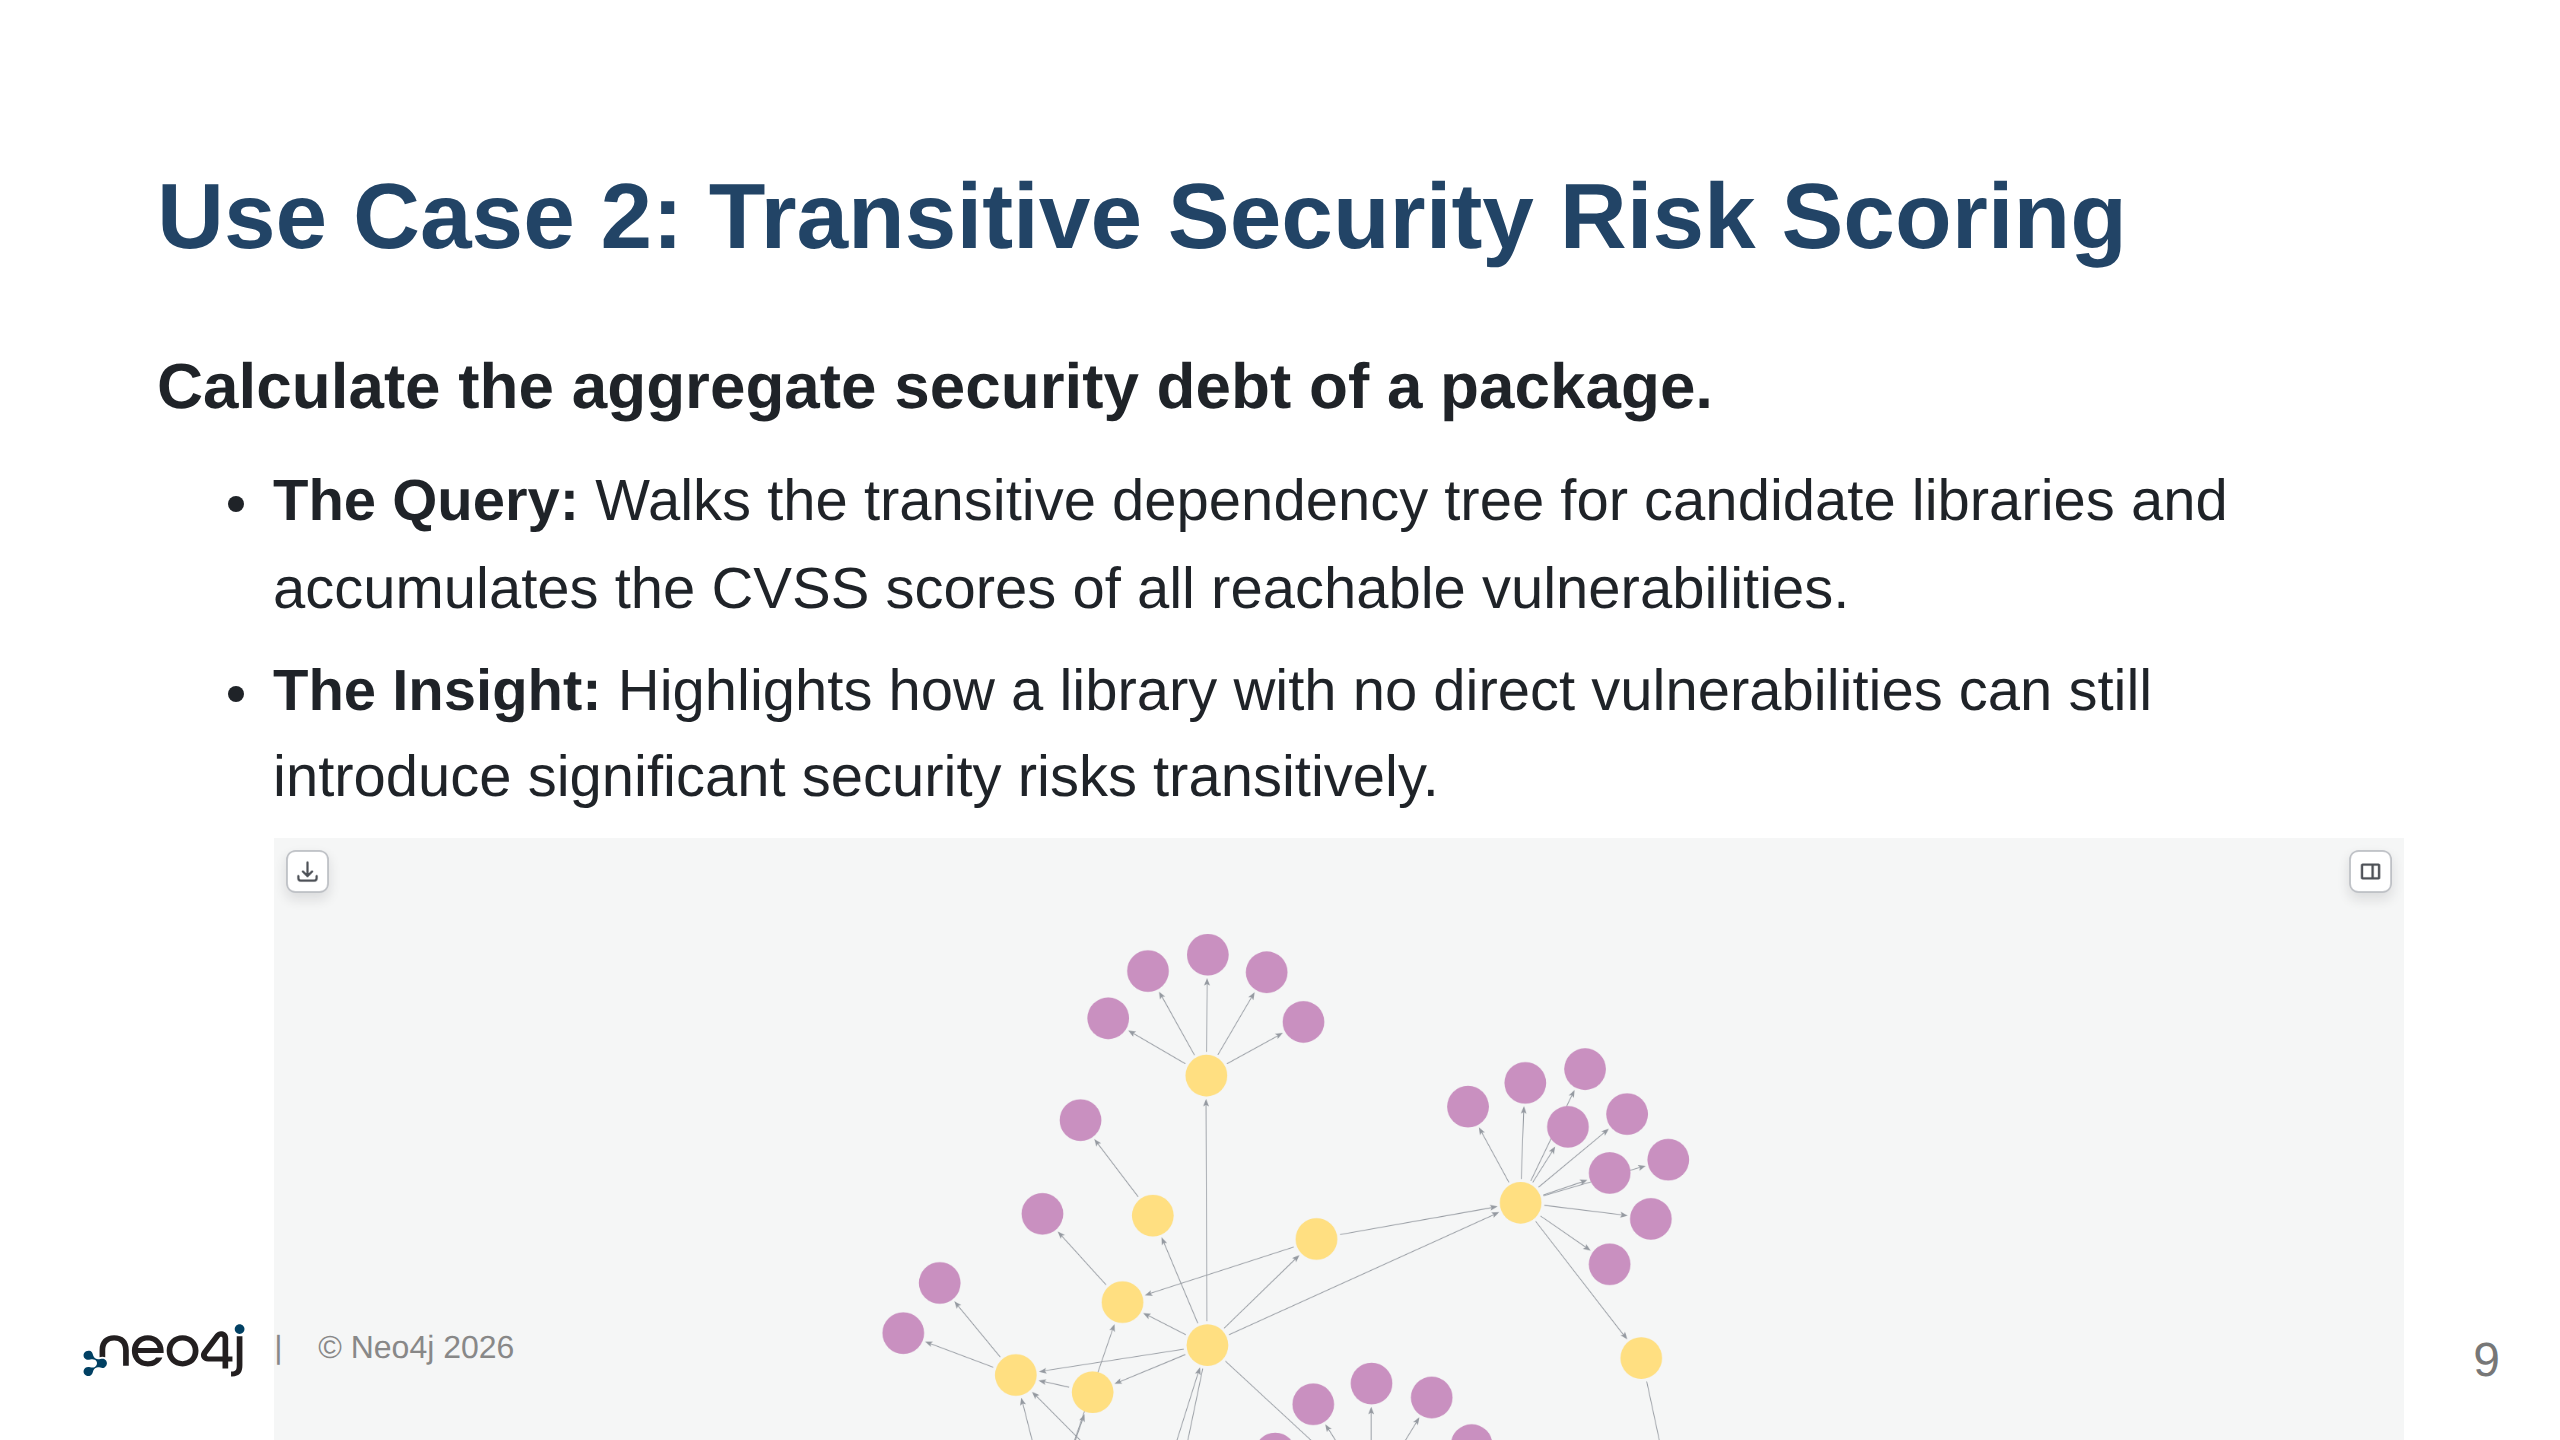 Use Case 2: Transitive Security Risk Scoring
Calculate the aggregate security debt of a package.
• The Query: Walks the transitive dependency tree for candidate libraries and
accumulates the CVSS scores of all reachable vulnerabilities.
• The Insight: Highlights how a library with no direct vulnerabilities can still
introduce significant security risks transitively.
neo4j | © Neo4j 2026
9